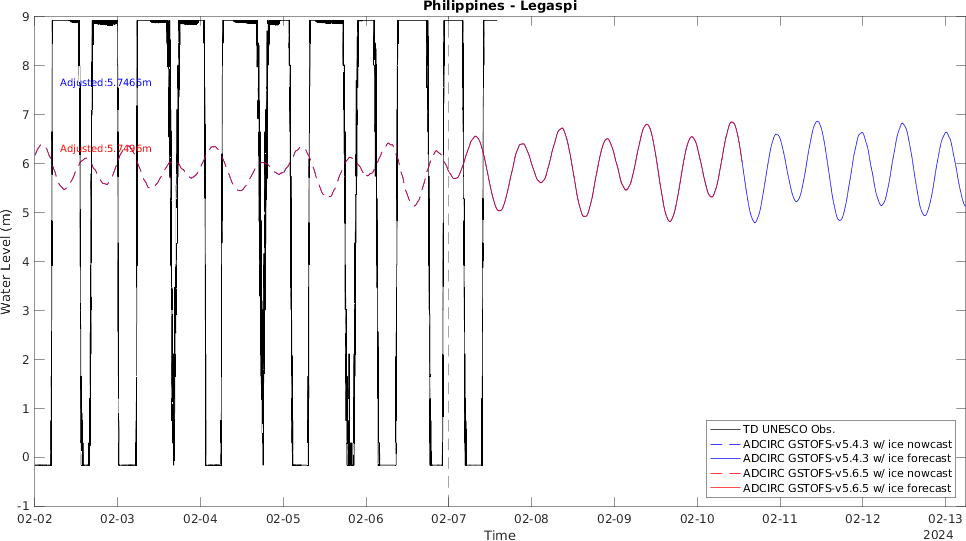 Philippines - Legaspi
9
8
7
6
5
4
3
2
1
0
-1
Water Level (m)
Adjusted:5.7465m
Adjusted:5.7496m
TD UNESCO Obs.
ADCIRC GSTOFS-v5.4.3 w/ ice nowcast
ADCIRC GSTOFS-v5.4.3 w/ ice forecast
ADCIRC GSTOFS-v5.6.5 w/ ice nowcast
ADCIRC GSTOFS-v5.6.5 w/ ice forecast
02-02 02-03 02-04 02-05 02-06 02-07 02-08 02-09 02-10 02-11 02-12 02-13
Time
2024